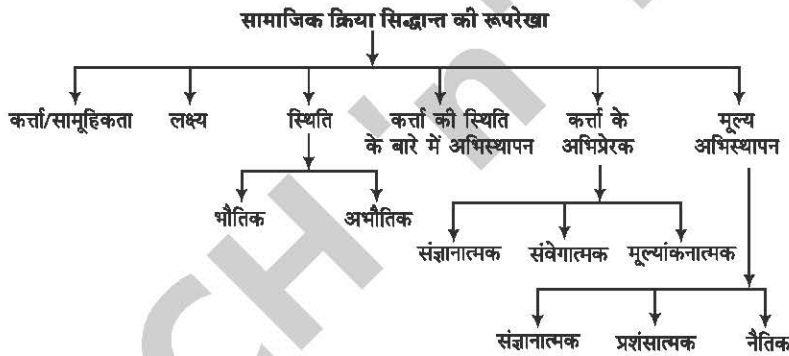 सामाजिक क्रिया सिद्धान्त की रूपरेखा
कर्त्ता/सामूहिकता लक्ष्य स्थिति कर्त्ता की स्थिति कर्त्ता के मूल्य
के बारे में अभिस्थापन अभिप्रेरक अभिस्थापन
भौतिक अभौतिक
संज्ञानात्मक संवेगात्मक मूल्यांकनात्मक
संज्ञानात्मक प्रशंसात्मक नैतिक
CH'n